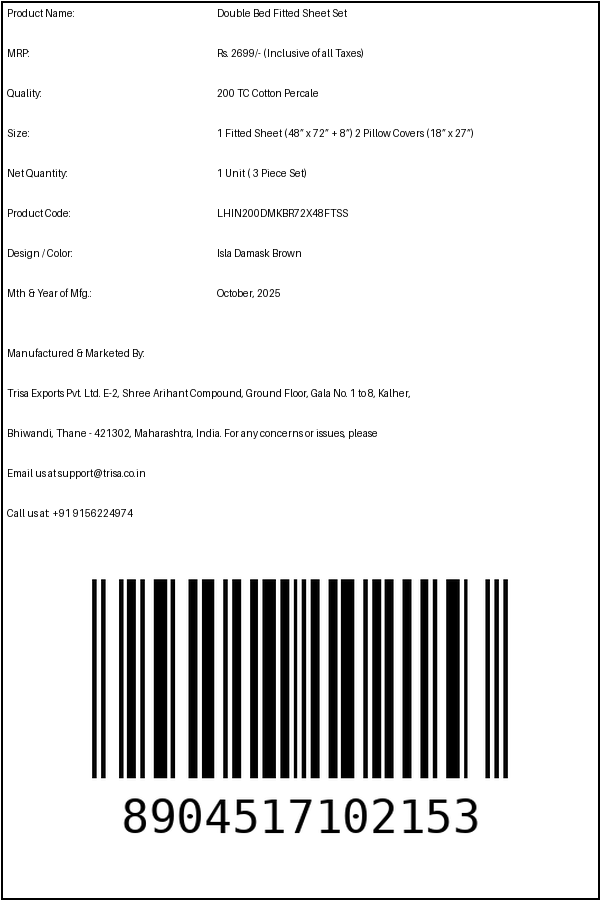 Product Name: Double Bed Fitted Sheet Set
MRP: Rs. 2699/- (Inclusive of all Taxes)
Quality: 200 TC Cotton Percale
Size: 1 Fitted Sheet (48” x 72” + 8”) 2 Pillow Covers (18” x 27”)
Net Quantity: 1 Unit ( 3 Piece Set)
Product Code: LHIN200DMKBR72X48FTSS
Design / Color: Isla Damask Brown
Mth & Year of Mfg.: October, 2025
Manufactured & Marketed By:
Trisa Exports Pvt. Ltd. E-2, Shree Arihant Compound, Ground Floor, Gala No. 1 to 8, Kalher,
Bhiwandi, Thane - 421302, Maharashtra, India. For any concerns or issues, please
Email us at support@trisa.co.in
Call us at: +91 9156224974
8904517102153